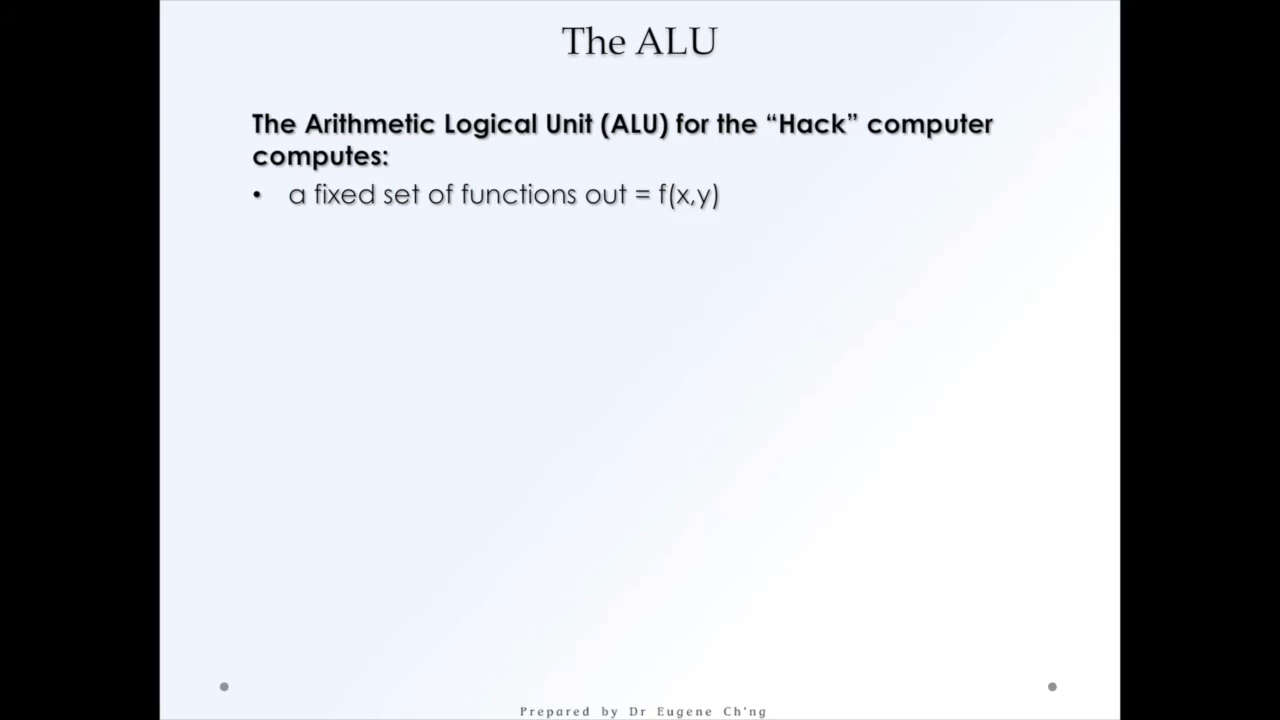 The ALU
The Arithmetic Logical Unit (ALU) for the “Hack” computer
computes:
• a fixed set of functions out = f(x,y)
Prepared by Dr Eugene Ch'ng